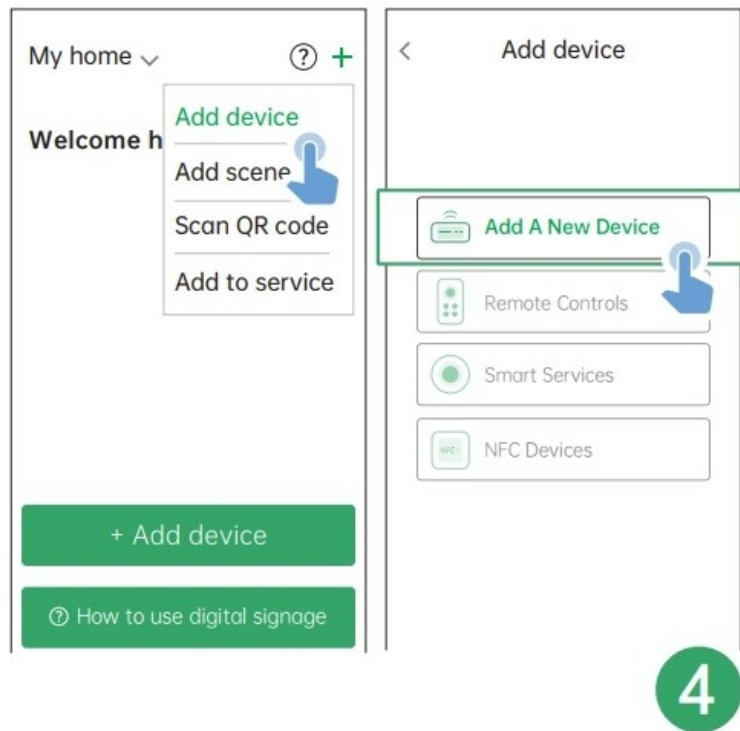 My home
?
+
Welcome h
Add device
Add scene
Scan QR code
Add to service
+ Add device
? How to use digital signage
Add device
Add A New Device
Remote Controls
Smart Services
NFC
NFC Devices
4